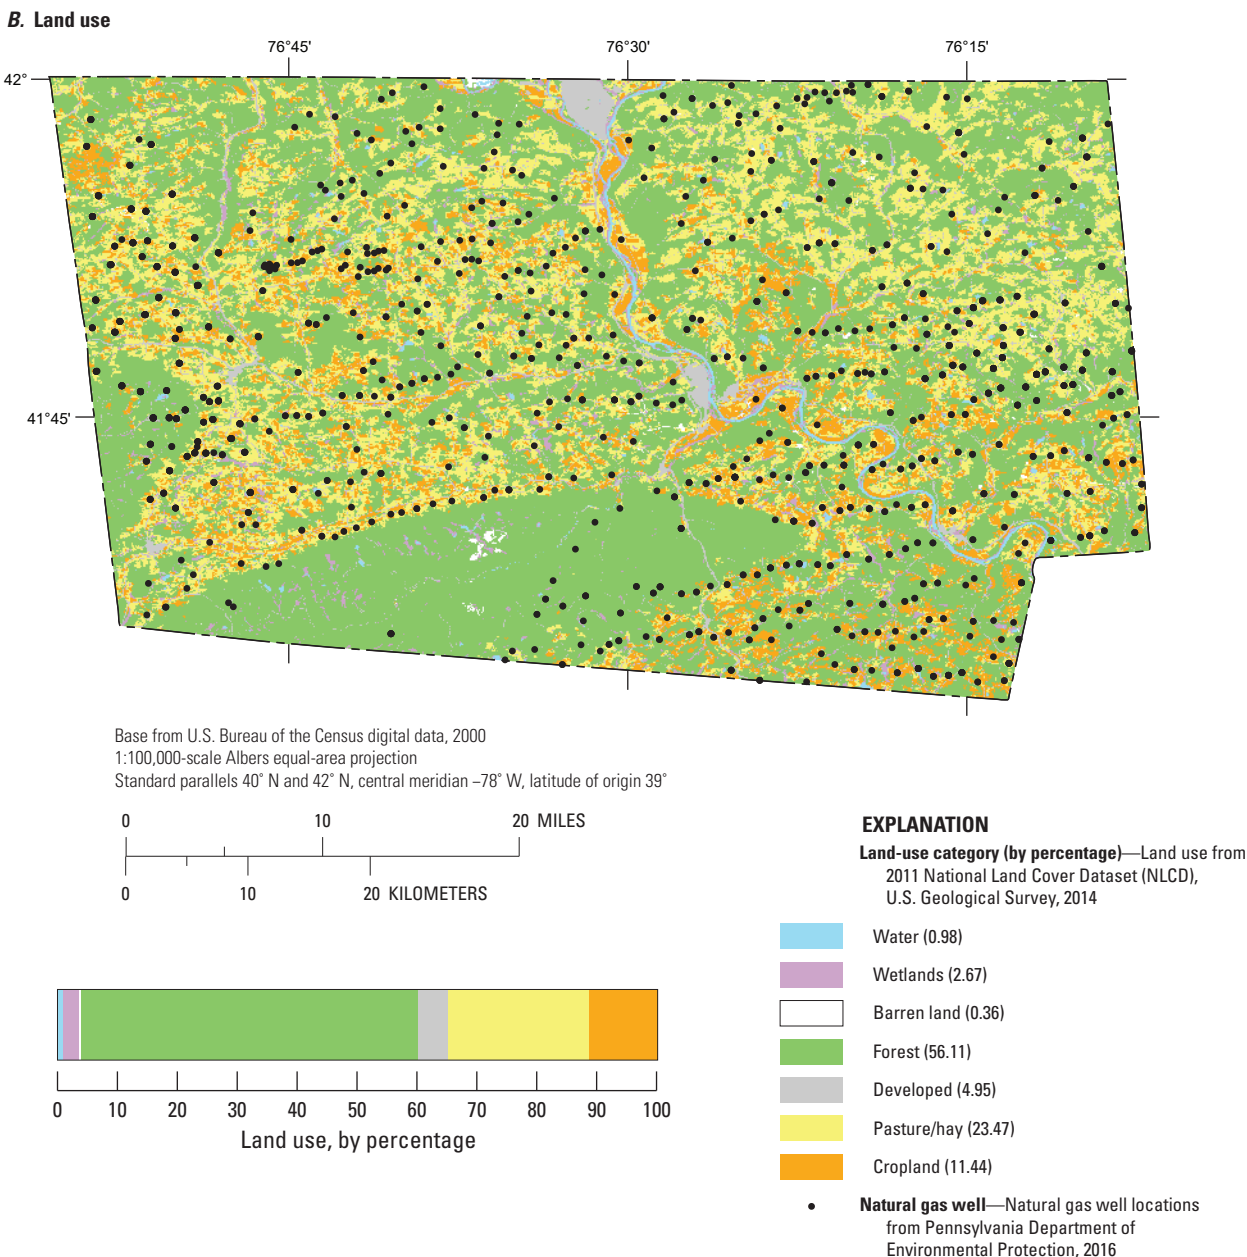 B. Land use
76°45'
76°30'
76°15'
42°
41°45'
Base from U.S. Bureau of the Census digital data, 2000
1:100,000-scale Albers equal-area projection
Standard parallels 40° N and 42° N, central meridian –78° W, latitude of origin 39°
0 10 20 MILES
0 10 20 KILOMETERS
EXPLANATION
Land-use category (by percentage)—Land use from
2011 National Land Cover Dataset (NLCD),
U.S. Geological Survey, 2014
Water (0.98)
Wetlands (2.67)
Barren land (0.36)
Forest (56.11)
Developed (4.95)
Pasture/hay (23.47)
Cropland (11.44)
Natural gas well—Natural gas well locations
from Pennsylvania Department of
Environmental Protection, 2016
0 10 20 30 40 50 60 70 80 90 100
Land use, by percentage